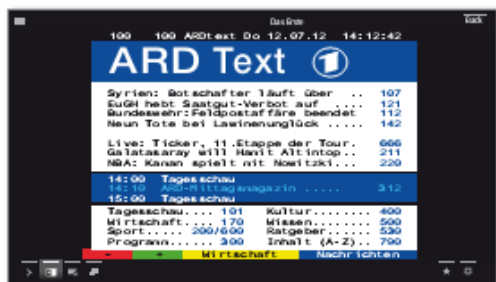 Das Erste
Back
100 100 ARDtext Do 12.07.12 14:12:42
ARD Text 1
Syrien: Botschafter läuft über .. 107
EuGH hebt Saatgut-Verbot auf .... 121
Bundeswehr:Feldpostaffäre beendet 112
Neun Tote bei Lawinenunglück ..... 142
Live: Ticker, 11.Etappe der Tour. 666
Galatasaray will Hamit Altintop.. 211
NBA: Kaman spielt mit Nowitzki... 220
14:00 Tagesschau
14:10 ARD-Mittagsmagazin ..... 312
15:00 Tagesschau
Tagesschau.... 101 Kultur........ 400
Wirtschaft.... 170 Wissen........ 500
Sport..... 200/600 Ratgeber...... 530
Programm...... 300 Inhalt (A-Z).. 790
- + Wirtschaft Nachrichten